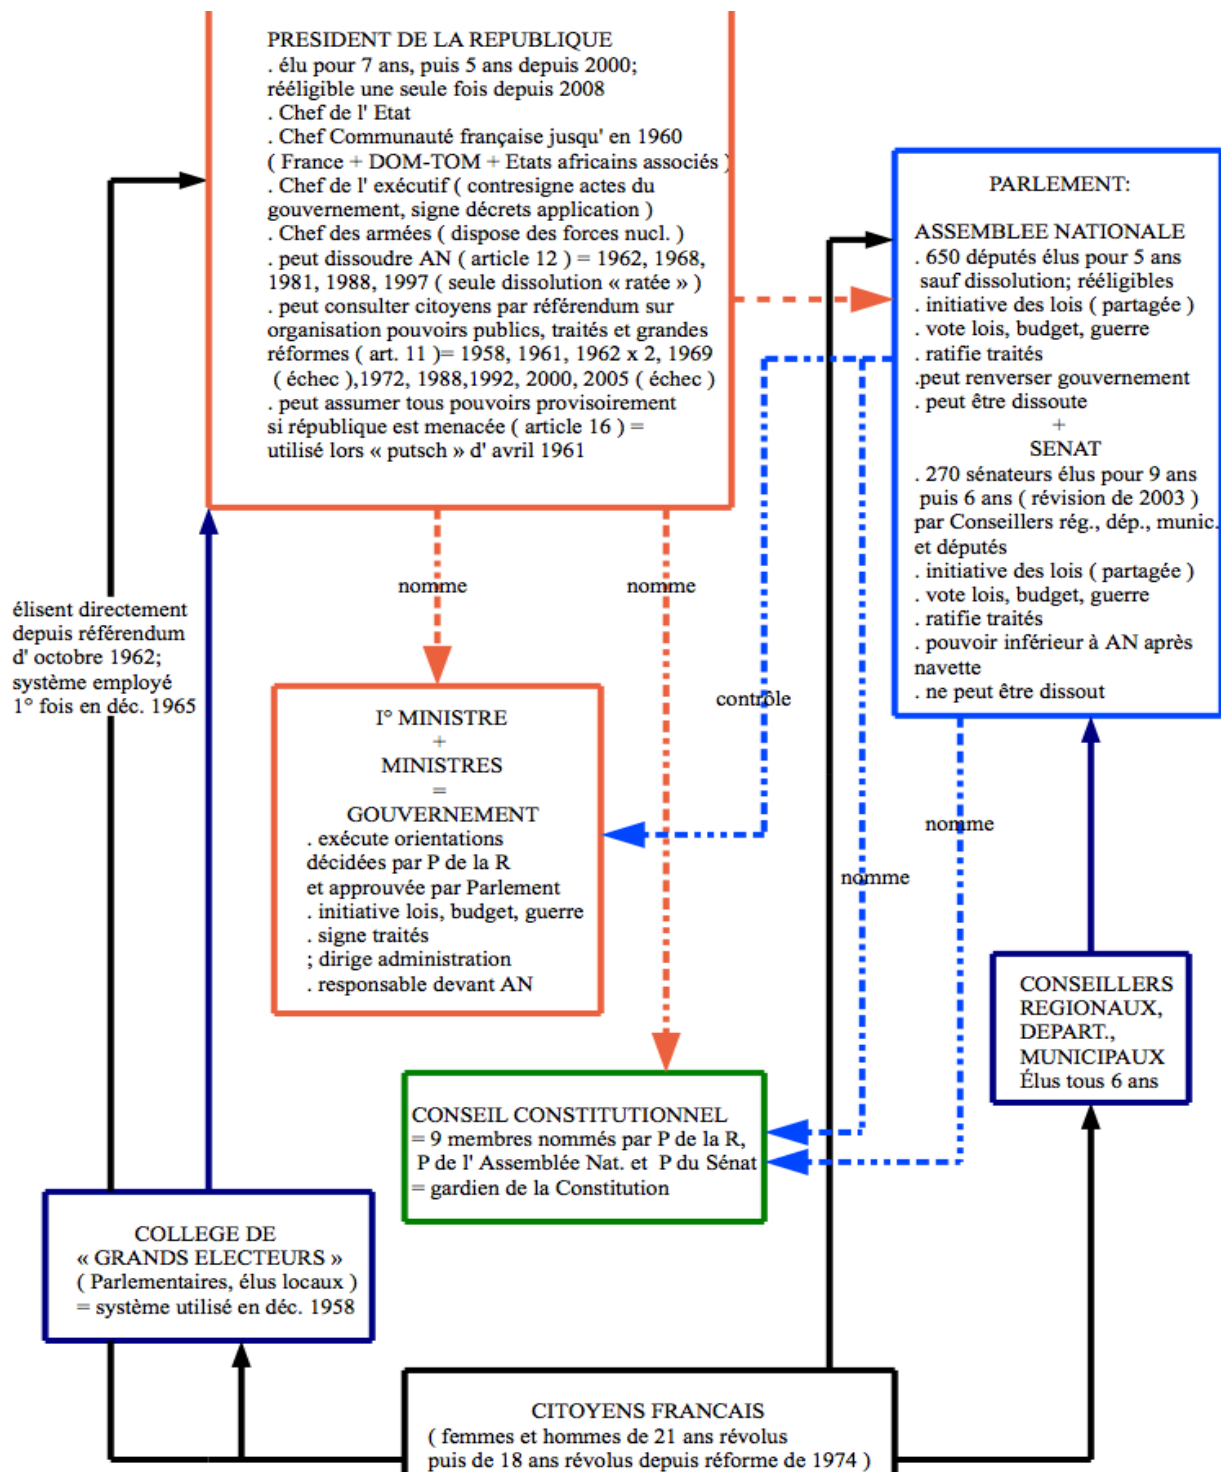 PRESIDENT DE LA REPUBLIQUE
. élu pour 7 ans, puis 5 ans depuis 2000;
rééligible une seule fois depuis 2008
. Chef de l' Etat
. Chef Communauté française jusqu' en 1960
( France + DOM-TOM + Etats africains associés )
. Chef de l' exécutif ( contresigne actes du
gouvernement, signe décrets application )
. Chef des armées ( dispose des forces nucl. )
. peut dissoudre AN ( article 12 ) = 1962, 1968,
1981, 1988, 1997 ( seule dissolution « ratée » )
. peut consulter citoyens par référendum sur
organisation pouvoirs publics, traités et grandes
réformes ( art. 11 )= 1958, 1961, 1962 x 2, 1969
( échec ),1972, 1988,1992, 2000, 2005 ( échec )
. peut assumer tous pouvoirs provisoirement
si république est menacée ( article 16 ) =
utilisé lors « putsch » d' avril 1961
PARLEMENT:
ASSEMBLEE NATIONALE
. 650 députés élus pour 5 ans
sauf dissolution; rééligibles
. initiative des lois ( partagée )
. vote lois, budget, guerre
. ratifie traités
.peut renverser gouvernement
. peut être dissoute
+
SENAT
. 270 sénateurs élus pour 9 ans
puis 6 ans ( révision de 2003 )
par Conseillers rég., dép., munic.
et députés
. initiative des lois ( partagée )
. vote lois, budget, guerre
. ratifie traités
. pouvoir inférieur à AN après
navette
. ne peut être dissout
nomme
nomme
élisent directement
depuis référendum
d' octobre 1962;
système employé
1° fois en déc. 1965
contrôle
I° MINISTRE
+
MINISTRES
=
GOUVERNEMENT
. exécute orientations
décidées par P de la R
et approuvée par Parlement
. initiative lois, budget, guerre
. signe traités
; dirige administration
. responsable devant AN
nomme
nomme
CONSEILLERS
REGIONAUX,
DEPART.,
MUNICIPAUX
Élus tous 6 ans
CONSEIL CONSTITUTIONNEL
= 9 membres nommés par P de la R,
P de l' Assemblée Nat. et P du Sénat
= gardien de la Constitution
COLLEGE DE
« GRANDS ELECTEURS »
( Parlementaires, élus locaux )
= système utilisé en déc. 1958
CITOYENS FRANCAIS
( femmes et hommes de 21 ans révolus
puis de 18 ans révolus depuis réforme de 1974 )